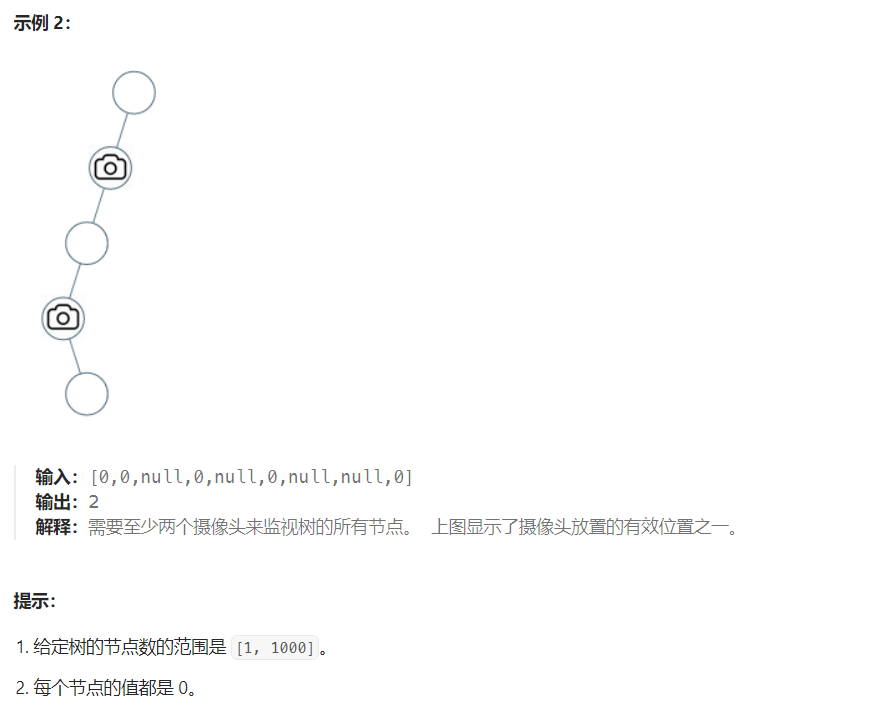 示例 2：
输入：[0,0,null,0,null,0,null,null,0]
输出：2
解释：需要至少两个摄像头来监视树的所有节点。 上图显示了摄像头放置的有效位置之一。
提示：
1. 给定树的节点数的范围是 [1, 1000]。
2. 每个节点的值都是 0。